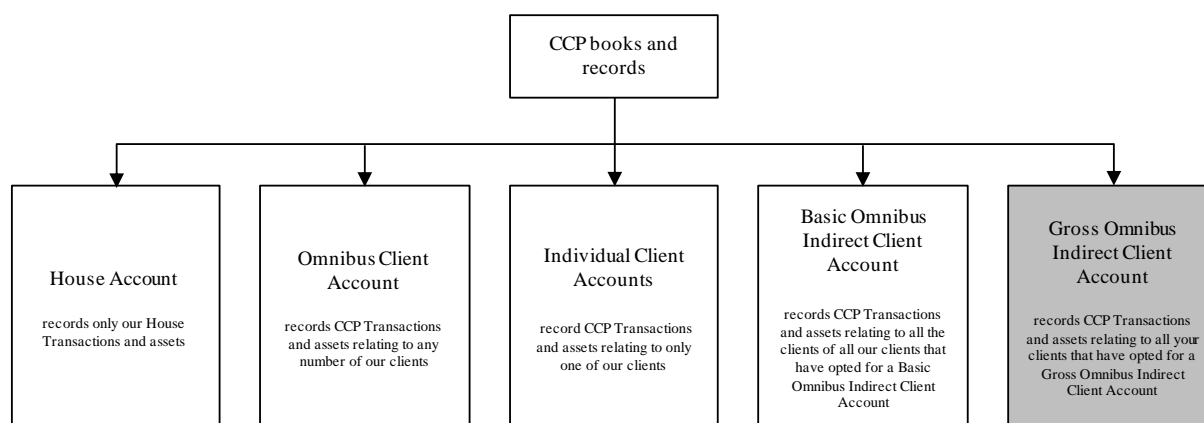 CCP books and
records
House Account
records only our House
Transactions and assets
Omnibus Client
Account
records CCP Transactions
and assets relating to any
number of our clients
Individual Client
Accounts
record CCP Transactions
and assets relating to only
one of our clients
Basic Omnibus
Indirect Client
Account
records CCP Transactions
and assets relating to all the
clients of all our clients that
have opted for a Basic
Omnibus Indirect Client
Account
Gross Omnibus
Indirect Client
Account
records CCP Transactions
and assets relating to all your
clients that have opted for a
Gross Omnibus Indirect
Client Account